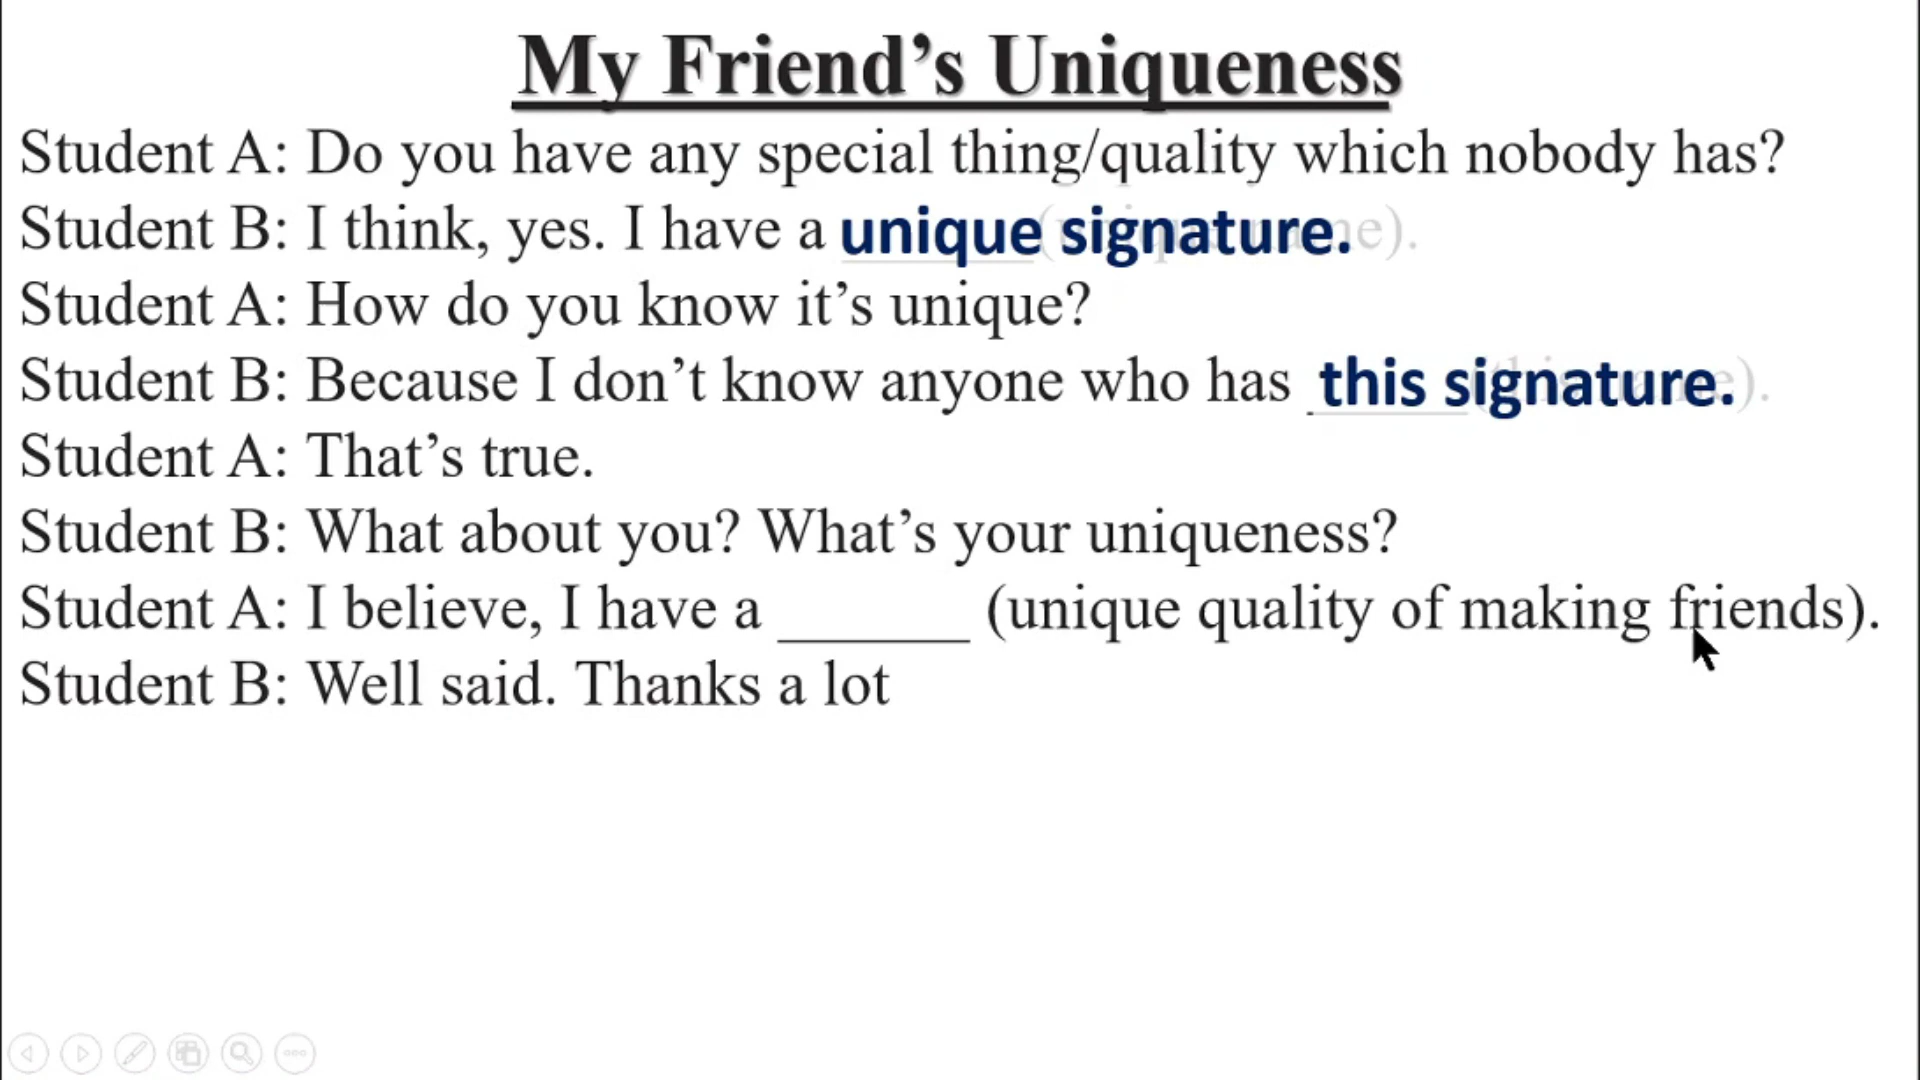 My Friend’s Uniqueness
Student A: Do you have any special thing/quality which nobody has?
Student B: I think, yes. I have a unique signature.
Student A: How do you know it’s unique?
Student B: Because I don’t know anyone who has this signature.
Student A: That’s true.
Student B: What about you? What’s your uniqueness?
Student A: I believe, I have a ______ (unique quality of making friends).
Student B: Well said. Thanks a lot